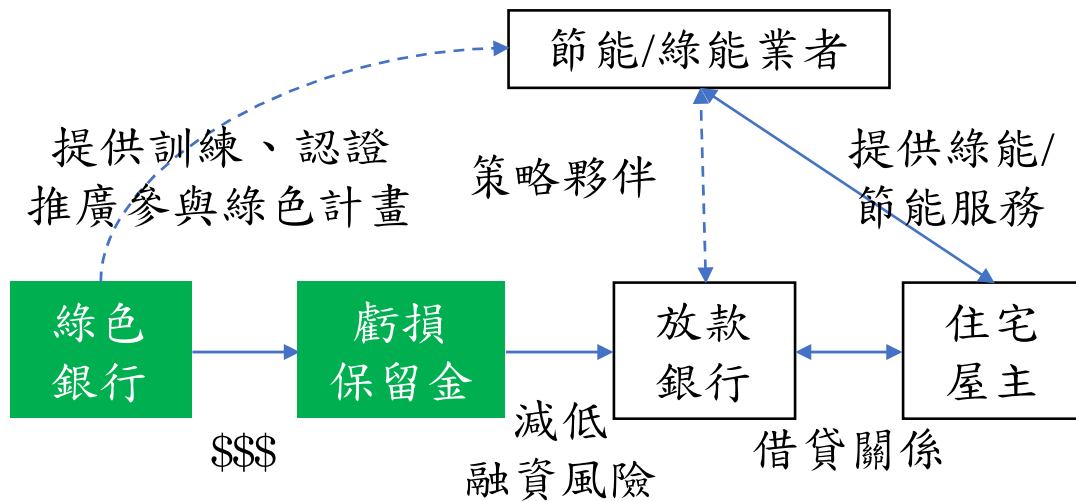 節能/綠能業者
提供訓練、認證
推廣參與綠色計畫
策略夥伴
提供綠能/
節能服務
綠色
銀行
虧損
保留金
放款
銀行
住宅
屋主
$$$
減低
融資風險
借貸關係